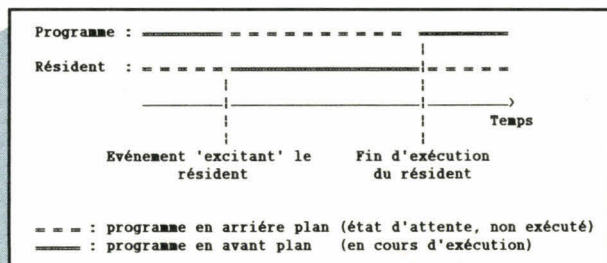 Programme :
Résident :
Temps
Evénement 'excitant' le
résident
Fin d'exécution
du résident
: programme en arriére plan (état d'attente, non exécuté)
: programme en avant plan (en cours d'exécution)